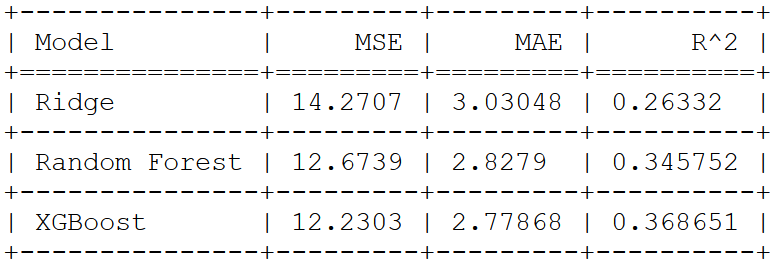 +---------------+---------+---------+----------+
| Model         |     MSE |     MAE |      R^2 |
+===============+=========+=========+==========+
| Ridge         | 14.2707 | 3.03048 | 0.26332  |
+---------------+---------+---------+----------+
| Random Forest | 12.6739 | 2.8279  | 0.345752 |
+---------------+---------+---------+----------+
| XGBoost       | 12.2303 | 2.77868 | 0.368651 |
+---------------+---------+---------+----------+